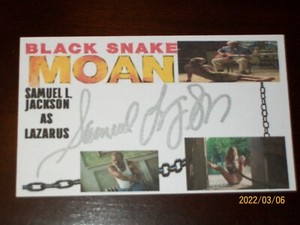 BLACK SNAKE
MOAN
SAMUEL L.
JACKSON
AS
LAZARUS
2022/03/06